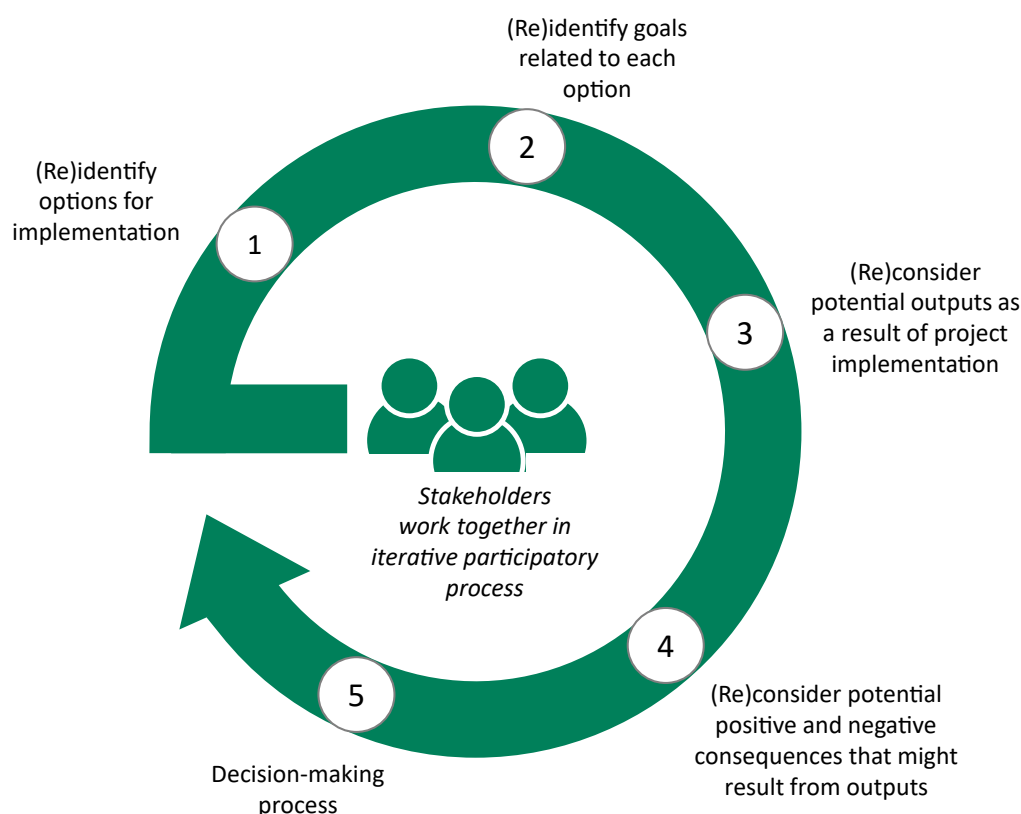 (Re)identify goals
related to each
option
2
(Re)identify
options for
implementation
1
(Re)consider
potential outputs as
a result of project
implementation
3
Stakeholders
work together in
iterative participatory
process
4
(Re)consider potential
positive and negative
consequences that might
result from outputs
5
Decision-making
process